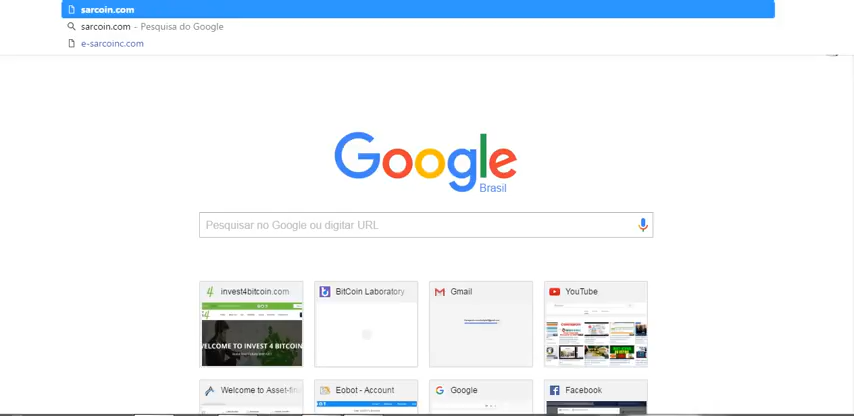 sarcoin.com
sarcoin.com - Pesquisa do Google
e-sarcoinc.com
Google
Brasil
Pesquisar no Google ou digitar URL
invest4bitcoin.com
BitCoin Laboratory
Gmail
YouTube
WELCOME TO INVEST 4 BITCOIN
Welcome to Asset-fin
Eobot - Account
Google
Facebook